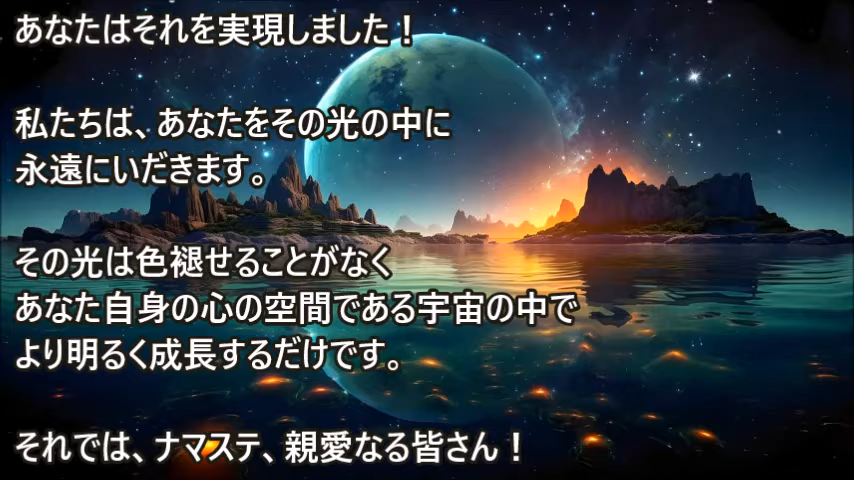 あなたはそれを実現しました！
私たちは、あなたをその光の中に
永遠にいだきます。
その光は色褪せることがなく
あなた自身の心の空間である宇宙の中で
より明るく成長するだけです。
それでは、ナマステ、親愛なる皆さん！